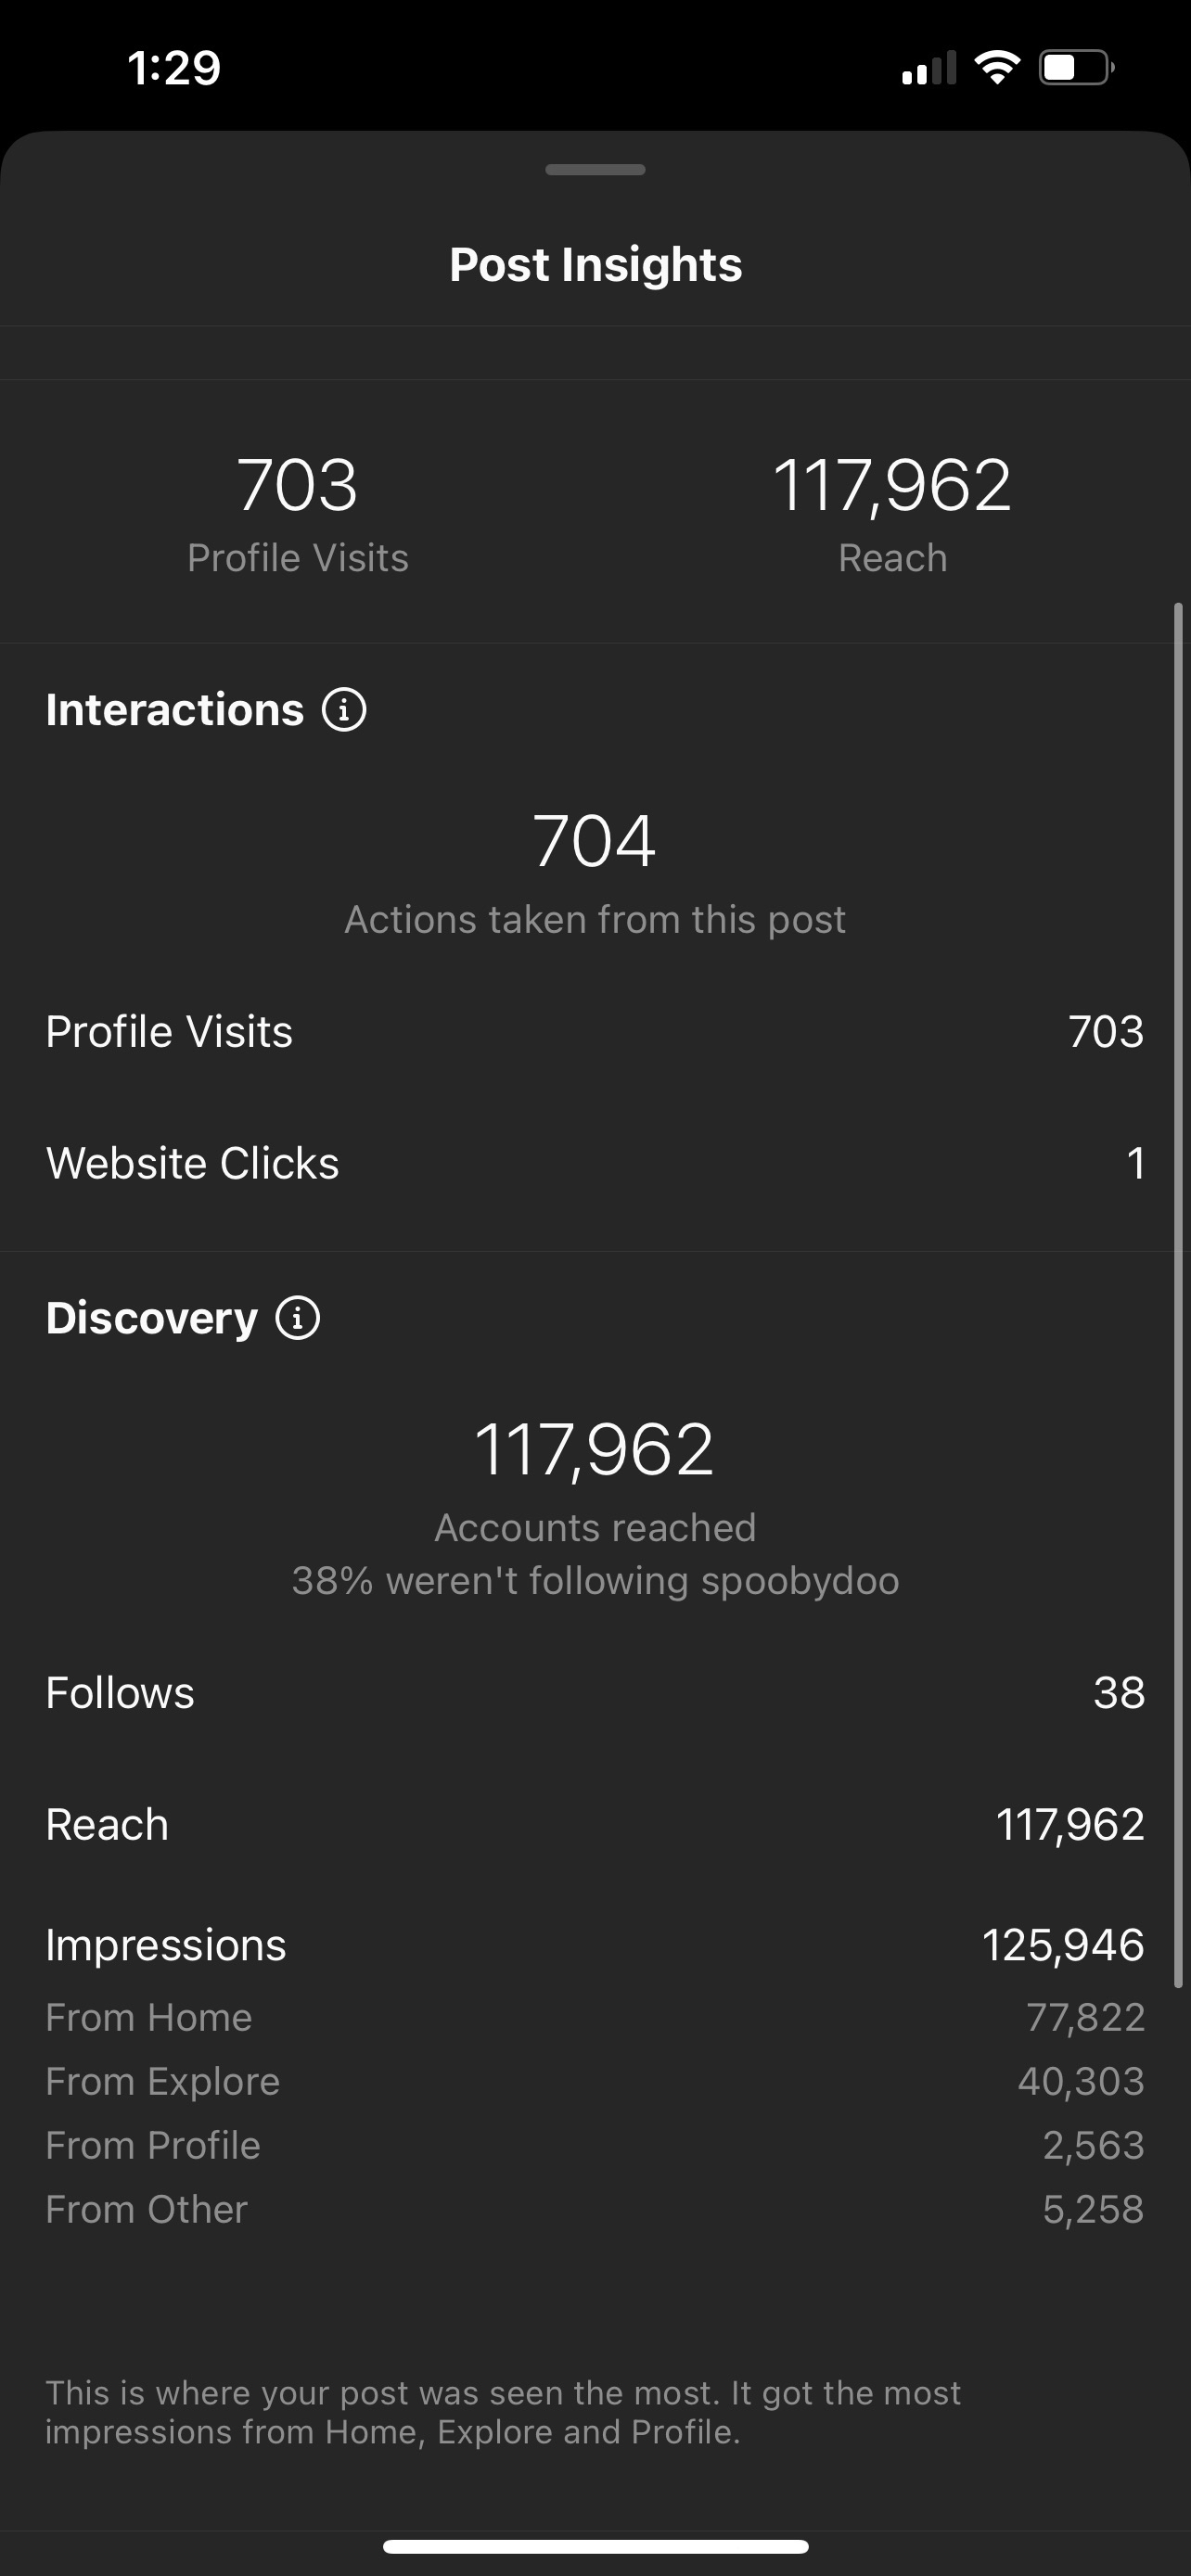 1:29
Post Insights
703
Profile Visits
117,962
Reach
Interactions
704
Actions taken from this post
Profile Visits 703
Website Clicks 1
Discovery
117,962
Accounts reached
38% weren't following spoobydoo
Follows 38
Reach 117,962
Impressions 125,946
From Home 77,822
From Explore 40,303
From Profile 2,563
From Other 5,258
This is where your post was seen the most. It got the most
impressions from Home, Explore and Profile.